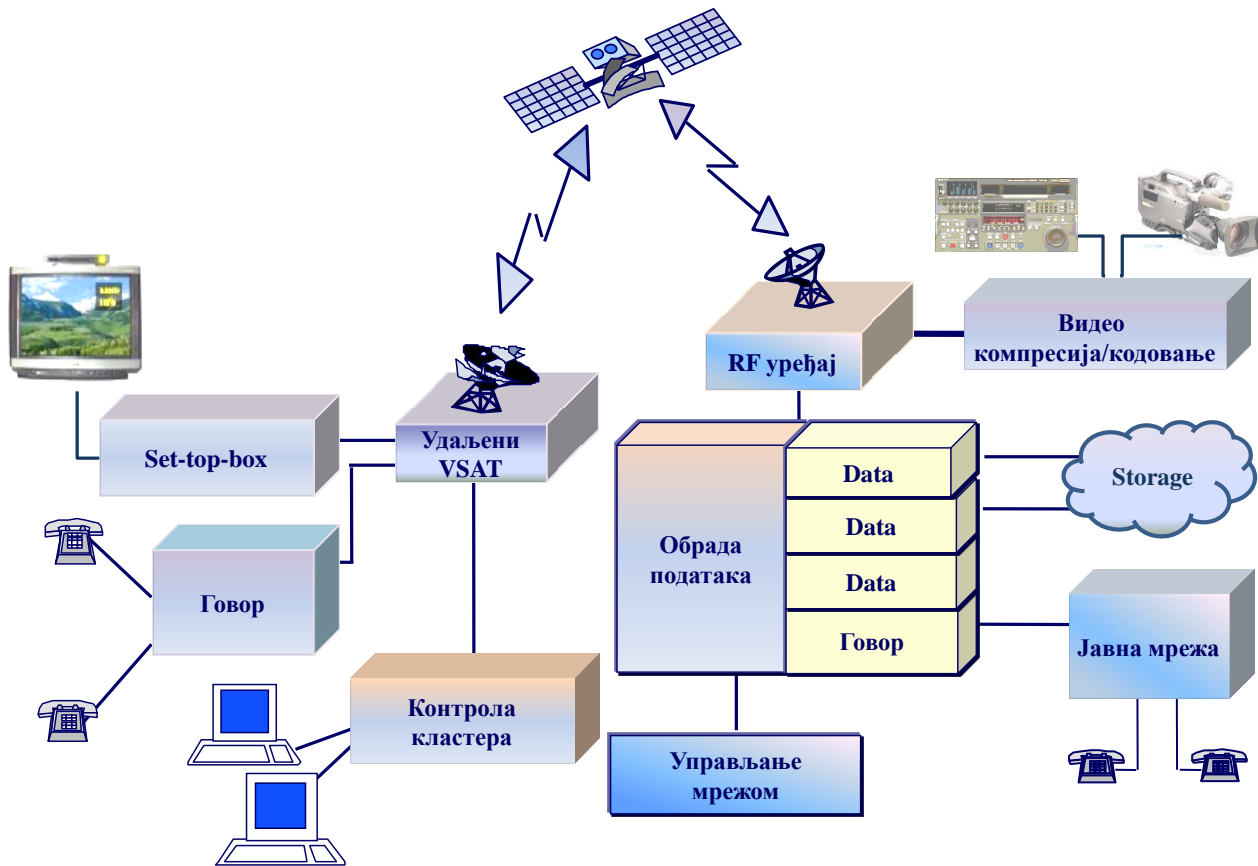 Видео
компресија/кодовање
RF уређај
Удаљени
VSAT
Set-top-box
Data
Storage
Data
Обрада
података
Data
Говор
Говор
Јавна мрежа
Контрола
кластера
Управљање
мрежом